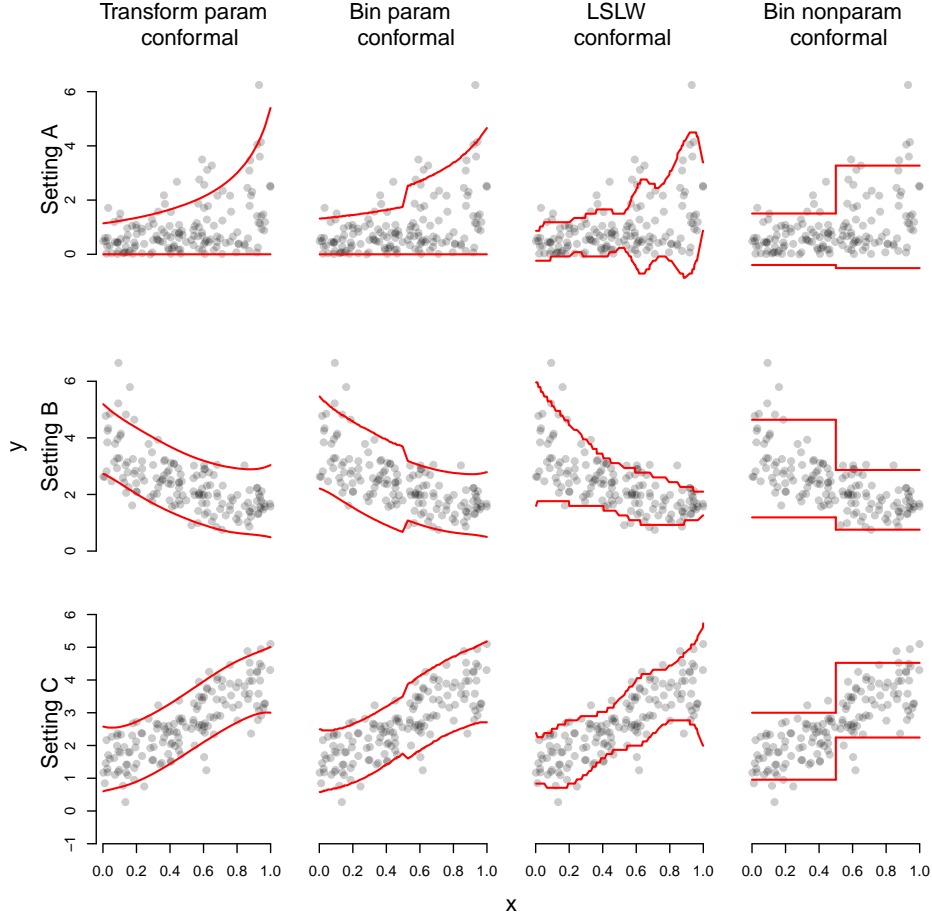 Transform param conformal
Bin param conformal
LSLW conformal
Bin nonparam conformal
Setting A
6
4
2
0
y
Setting B
6
4
2
0
Setting C
6
5
4
3
2
1
0
−1
0.0 0.2 0.4 0.6 0.8 1.0
0.0 0.2 0.4 0.6 0.8 1.0
0.0 0.2 0.4 0.6 0.8 1.0
0.0 0.2 0.4 0.6 0.8 1.0
x